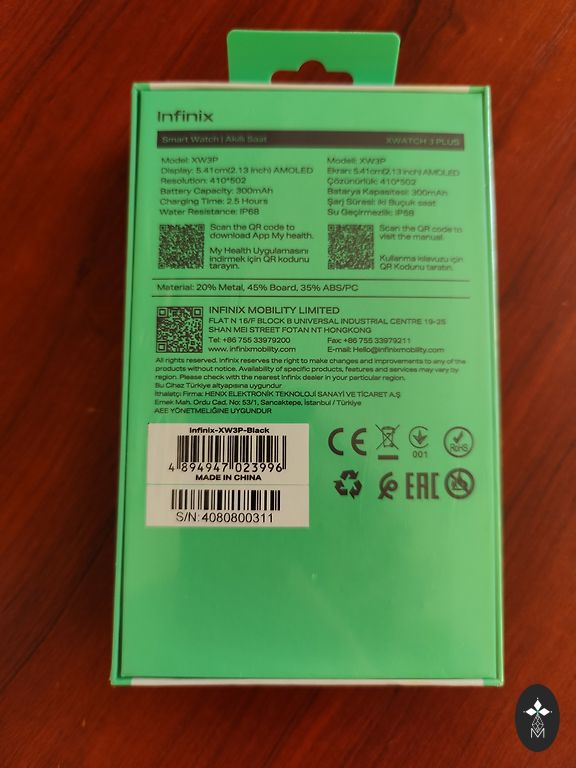 Infinix
Smart Watch | Akıllı Saat XWATCH 3 PLUS
Model: XW3P
Display: 5.41cm(2.13 inch) AMOLED
Resolution: 410*502
Battery Capacity: 300mAh
Charging Time: 2.5 Hours
Water Resistance: IP68
Modeli: XW3P
Ekran: 5.41cm(2.13 inch) AMOLED
Çözünürlük: 410*502
Batarya Kapasitesi: 300mAh
Şarj Süresi: iki Buçuk saat
Su Geçirmezlik: IP68
Scan the QR code to
download App My health.
My Health Uygulamasını
indirmek için QR kodunu
tarayın.
Scan the QR code to
visit the manual.
Kullanma ıslavuzu için
QR Kodunu taratın.
Material: 20% Metal, 45% Board, 35% ABS/PC
INFINIX MOBILITY LIMITED
FLAT N 16/F BLOCK B UNIVERSAL INDUSTRIAL CENTRE 19-25
SHAN MEI STREET FOTAN NT HONGKONG
Tel: +86 755 33979200 Fax: +86 755 33979211
www.infinixmobility.com E-mail: Hello@infinixmobility.com
All rights reserved. Infinix reserves the right to make changes and improvements to any of the
products without notice. Availability of specific products, features and services may vary by
region. Please check with the nearest Infinix dealer in your particular region.
Bu Cihaz Türkiye altyapısına uygundur
İthalatçı Firma: HENIX ELEKTRONİK TEKNOLOJİ SANAYİ VE TİCARET A.Ş
Emek Mah. Ordu Cad. No: 53/1, Sancaktepe, İstanbul / Türkiye
AEE YÖNETMELİĞİNE UYGUNDUR
Infinix-XW3P-Black
4 894947 023996
MADE IN CHINA
S/N: 4080800311
CE
001
RoHS
EAC